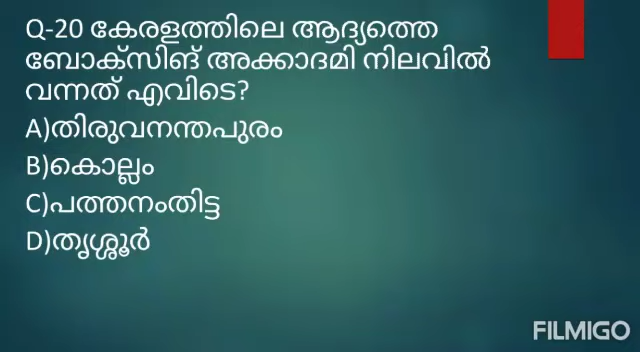 Q-20 കേരളത്തിലെ ആദ്യത്തെ
ബോക്സിങ് അക്കാദമി നിലവിൽ
വന്നത് എവിടെ?
A)തിരുവനന്തപുരം
B)കൊല്ലം
C)പത്തനംതിട്ട
D)തൃശ്ശൂർ
FILMIGO